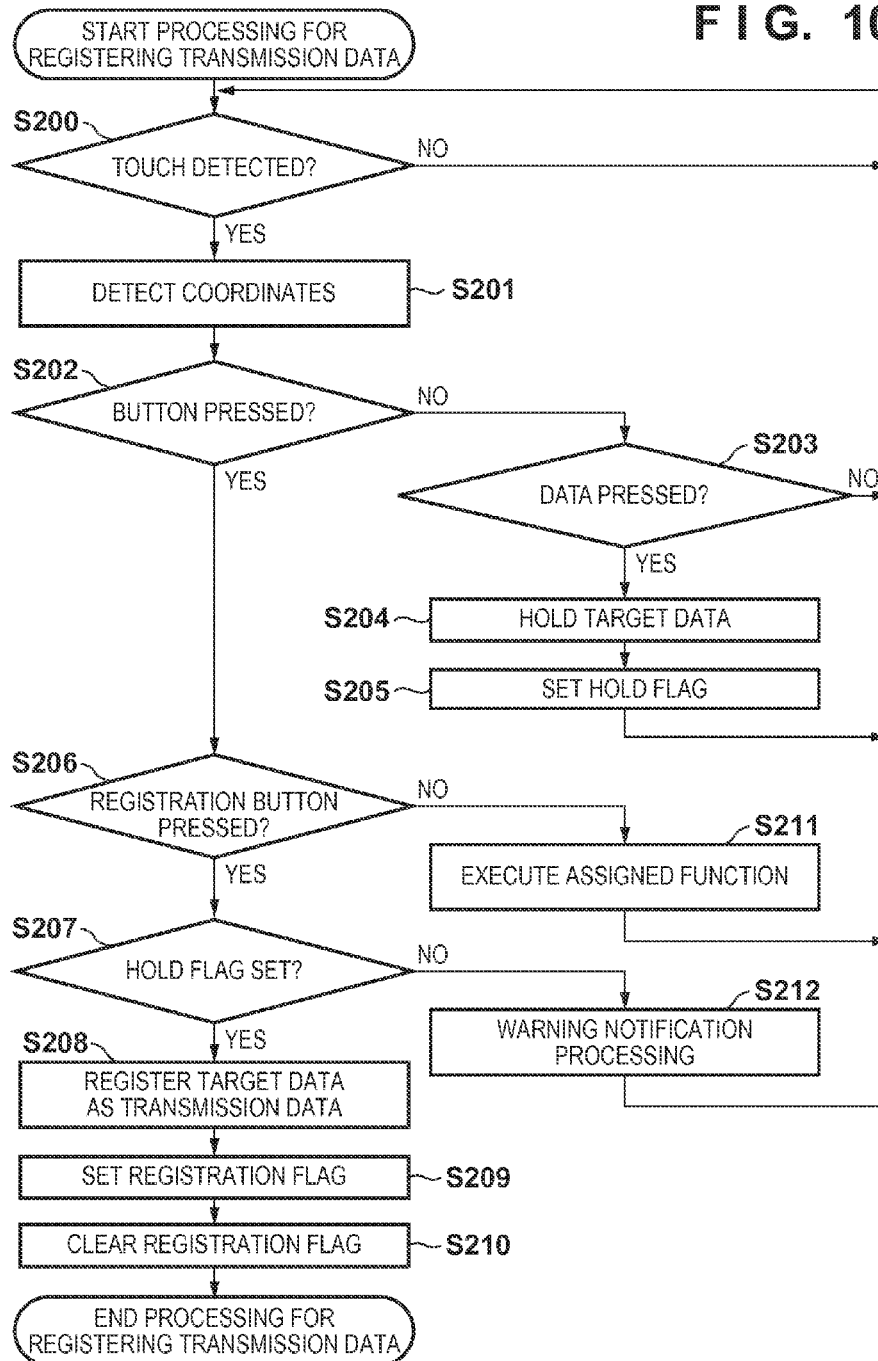 FIG. 10
START PROCESSING FOR
REGISTERING TRANSMISSION DATA
S200
TOUCH DETECTED?
NO
YES
DETECT COORDINATES
S201
S202
BUTTON PRESSED?
NO
YES
S203
DATA PRESSED?
NO
YES
S204
HOLD TARGET DATA
S205
SET HOLD FLAG
S206
REGISTRATION BUTTON
PRESSED?
NO
YES
S211
EXECUTE ASSIGNED FUNCTION
S207
HOLD FLAG SET?
NO
YES
S212
WARNING NOTIFICATION
PROCESSING
S208
REGISTER TARGET DATA
AS TRANSMISSION DATA
SET REGISTRATION FLAG
S209
CLEAR REGISTRATION FLAG
S210
END PROCESSING FOR
REGISTERING TRANSMISSION DATA